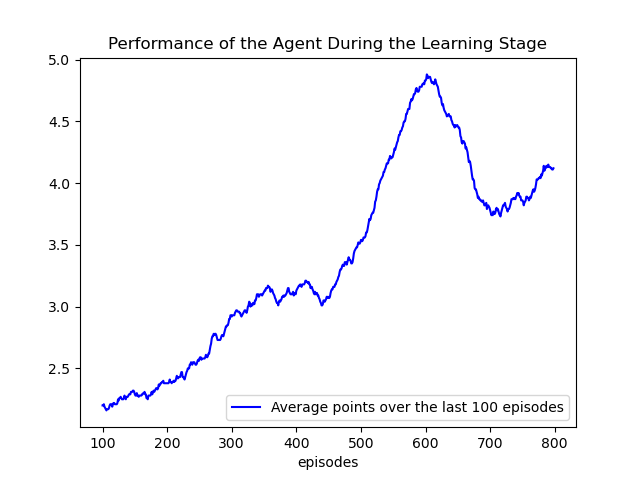 Performance of the Agent During the Learning Stage
5.0
4.5
4.0
3.5
3.0
2.5
Average points over the last 100 episodes
100 200 300 400 500 600 700 800
episodes